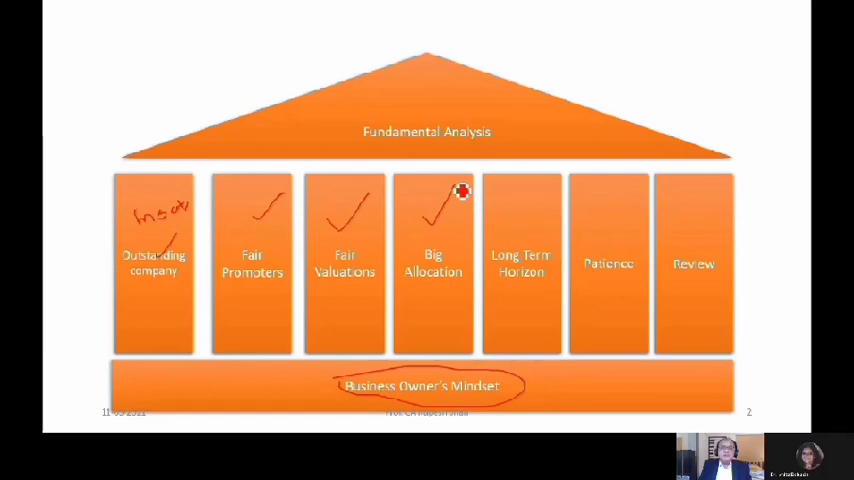 Fundamental Analysis
Outstanding
company
Fair
Promoters
Fair
Valuations
Big
Allocation
Long Term
Horizon
Patience
Review
Business Owner's Mindset
2